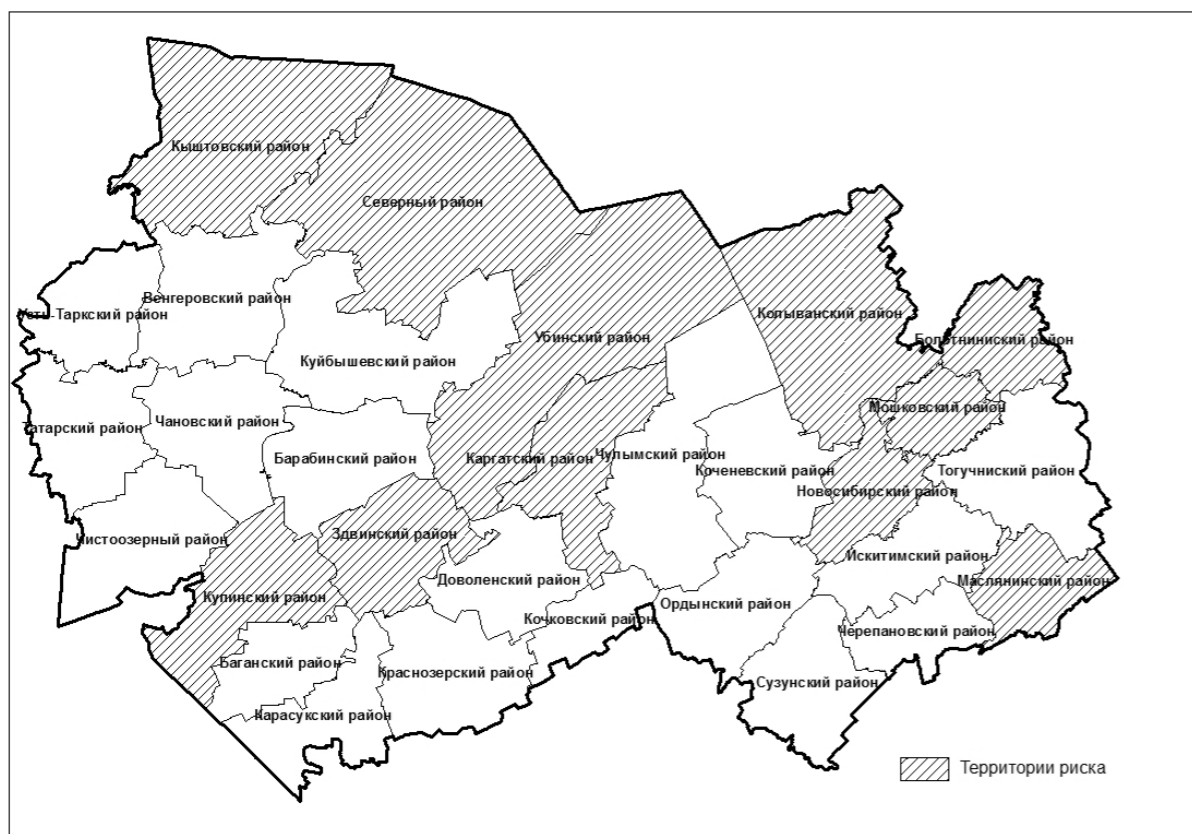 Кыштовский район
Северный район
Венгеровский район
Усть-Таркский район
Колыванский район
Убинский район
Болотниниский район
Куйбышевский район
Мошковский район
Чановский район
Татарский район
Барабинский район
Каргатский район
Чулымский район
Коченевский район
Тогучниский район
Новосибирский район
Чистоозерный район
Здвинский район
Искитимский район
Доволенский район
Маслянинский район
Купинский район
Ордынский район
Кочковский район
Черепановский район
Баганский район
Краснозерский район
Сузунский район
Карасукский район
Территории риска